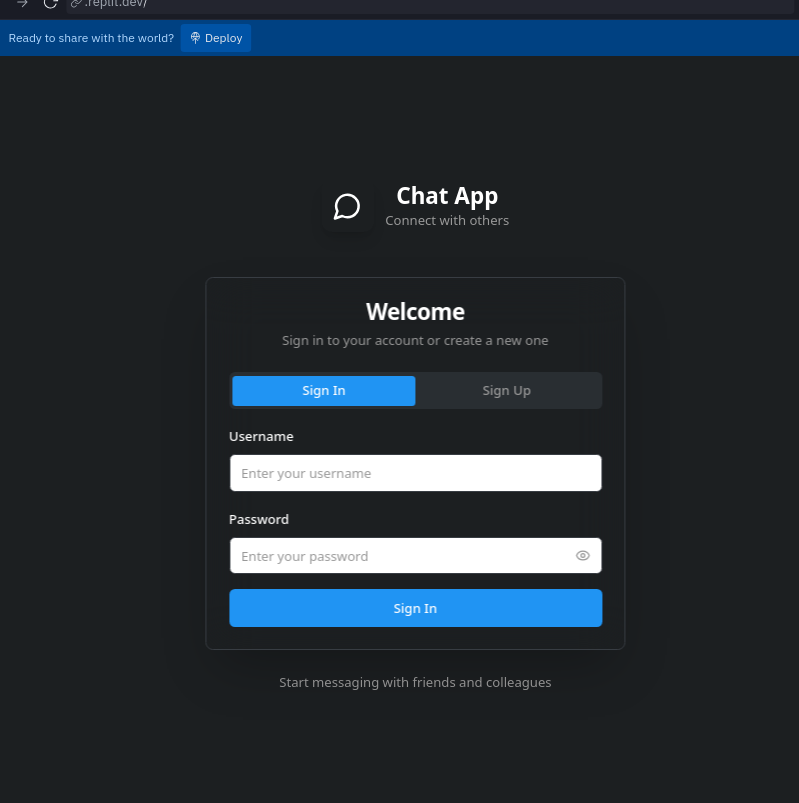 .replit.dev/
Ready to share with the world? Deploy
Chat App
Connect with others
Welcome
Sign in to your account or create a new one
Sign In Sign Up
Username
Enter your username
Password
Enter your password
Sign In
Start messaging with friends and colleagues